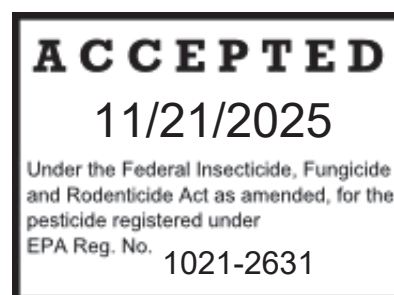 ACCEPTED
11/21/2025
Under the Federal Insecticide, Fungicide
and Rodenticide Act as amended, for the
pesticide registered under
EPA Reg. No. 1021-2631